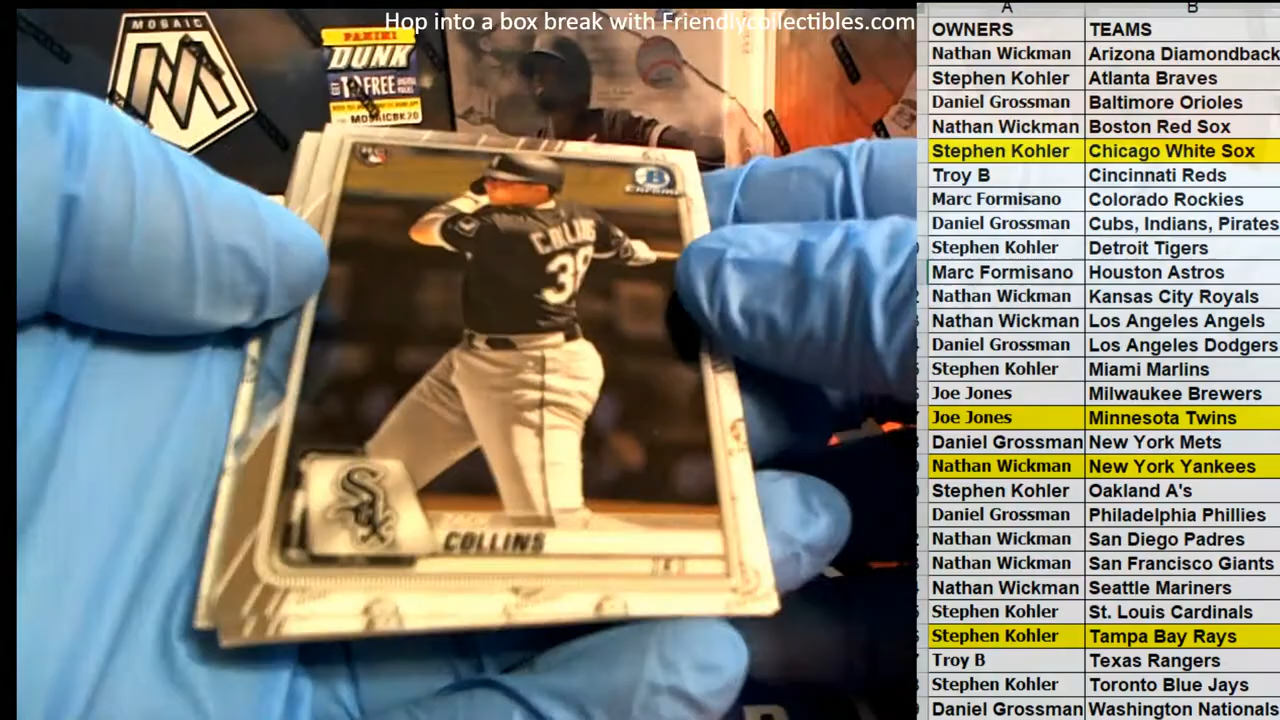 Hop into a box break with Friendlycollectibles.com
MOSAIC
PANINI
DUNK
FREE
MOSAICBK20
RC
B
CHROME
COLLINS
38
Sox
COLLINS
A B
OWNERS TEAMS
Nathan Wickman Arizona Diamondback
Stephen Kohler Atlanta Braves
Daniel Grossman Baltimore Orioles
Nathan Wickman Boston Red Sox
Stephen Kohler Chicago White Sox
Troy B Cincinnati Reds
Marc Formisano Colorado Rockies
Daniel Grossman Cubs, Indians, Pirates
Stephen Kohler Detroit Tigers
Marc Formisano Houston Astros
Nathan Wickman Kansas City Royals
Nathan Wickman Los Angeles Angels
Daniel Grossman Los Angeles Dodgers
Stephen Kohler Miami Marlins
Joe Jones Milwaukee Brewers
Joe Jones Minnesota Twins
Daniel Grossman New York Mets
Nathan Wickman New York Yankees
Stephen Kohler Oakland A's
Daniel Grossman Philadelphia Phillies
Nathan Wickman San Diego Padres
Nathan Wickman San Francisco Giants
Nathan Wickman Seattle Mariners
Stephen Kohler St. Louis Cardinals
Stephen Kohler Tampa Bay Rays
Troy B Texas Rangers
Stephen Kohler Toronto Blue Jays
Daniel Grossman Washington Nationals